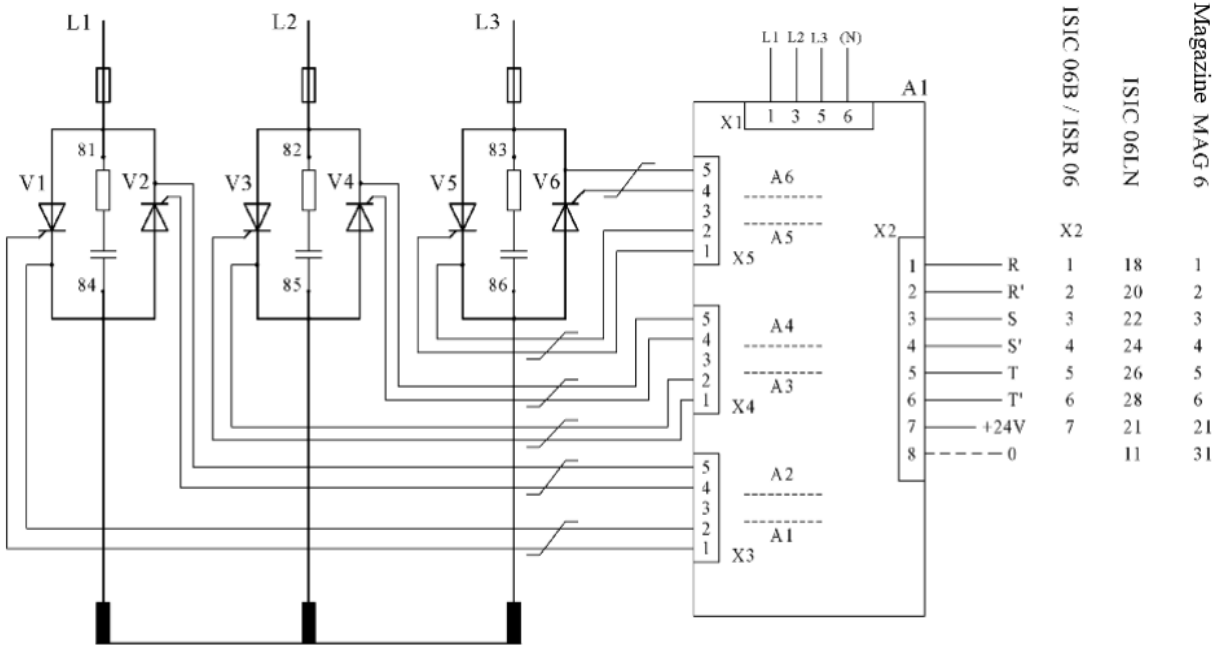 L1 L2 L3
L1 L2 L3 (N)
A1
X1 1 3 5 6
ISIC 06B / ISR 06
ISIC 06LN
Magazine MAG 6
81 82 83
V1 V2 V3 V4 V5 V6
84 85 86
5
4
3
2
1
X5
A6
A5
5
4
3
2
1
X4
A4
A3
5
4
3
2
1
X3
A2
A1
X2 X2
1 R 1 18 1
2 R' 2 20 2
3 S 3 22 3
4 S' 4 24 4
5 T 5 26 5
6 T' 6 28 6
7 +24V 7 21 21
8 0 11 31